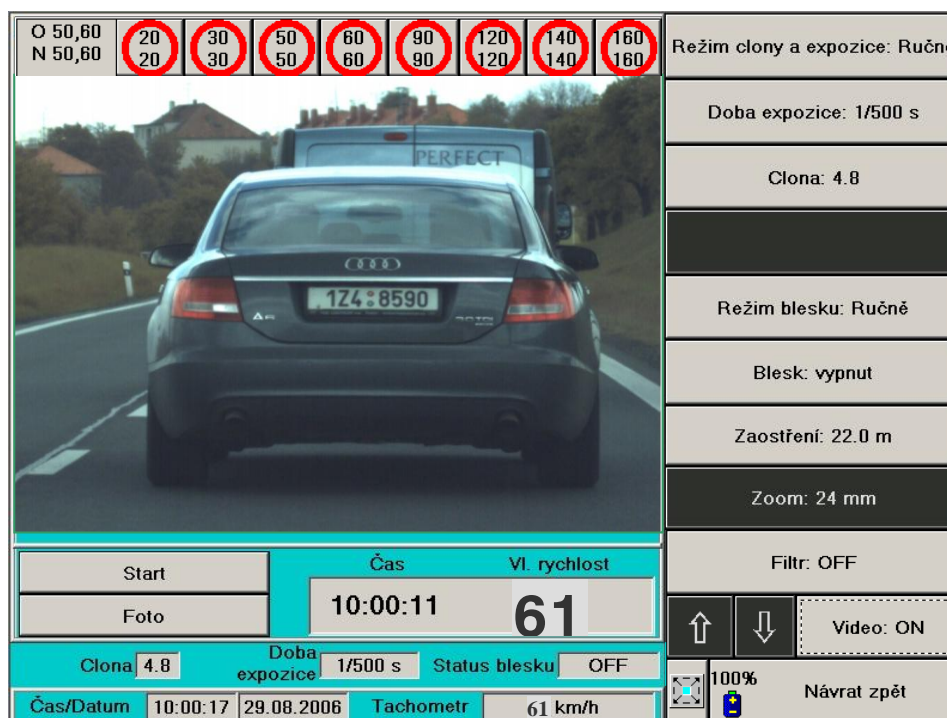 O 50,60
N 50,60
20
20
30
30
50
50
60
60
90
90
120
120
140
140
160
160
Režim clony a expozice: Ručn
Doba expozice: 1/500 s
Clona: 4.8
Režim blesku: Ručně
Blesk: vypnut
Zaostření: 22.0 m
Zoom: 24 mm
Filtr: OFF
Video: ON
100%
Návrat zpět
PERFECT
1Z4 8590
A6
Start
Foto
Čas
Vl. rychlost
10:00:11
61
Clona 4.8
Doba
expozice 1/500 s
Status blesku OFF
Čas/Datum 10:00:17 29.08.2006 Tachometr 61 km/h